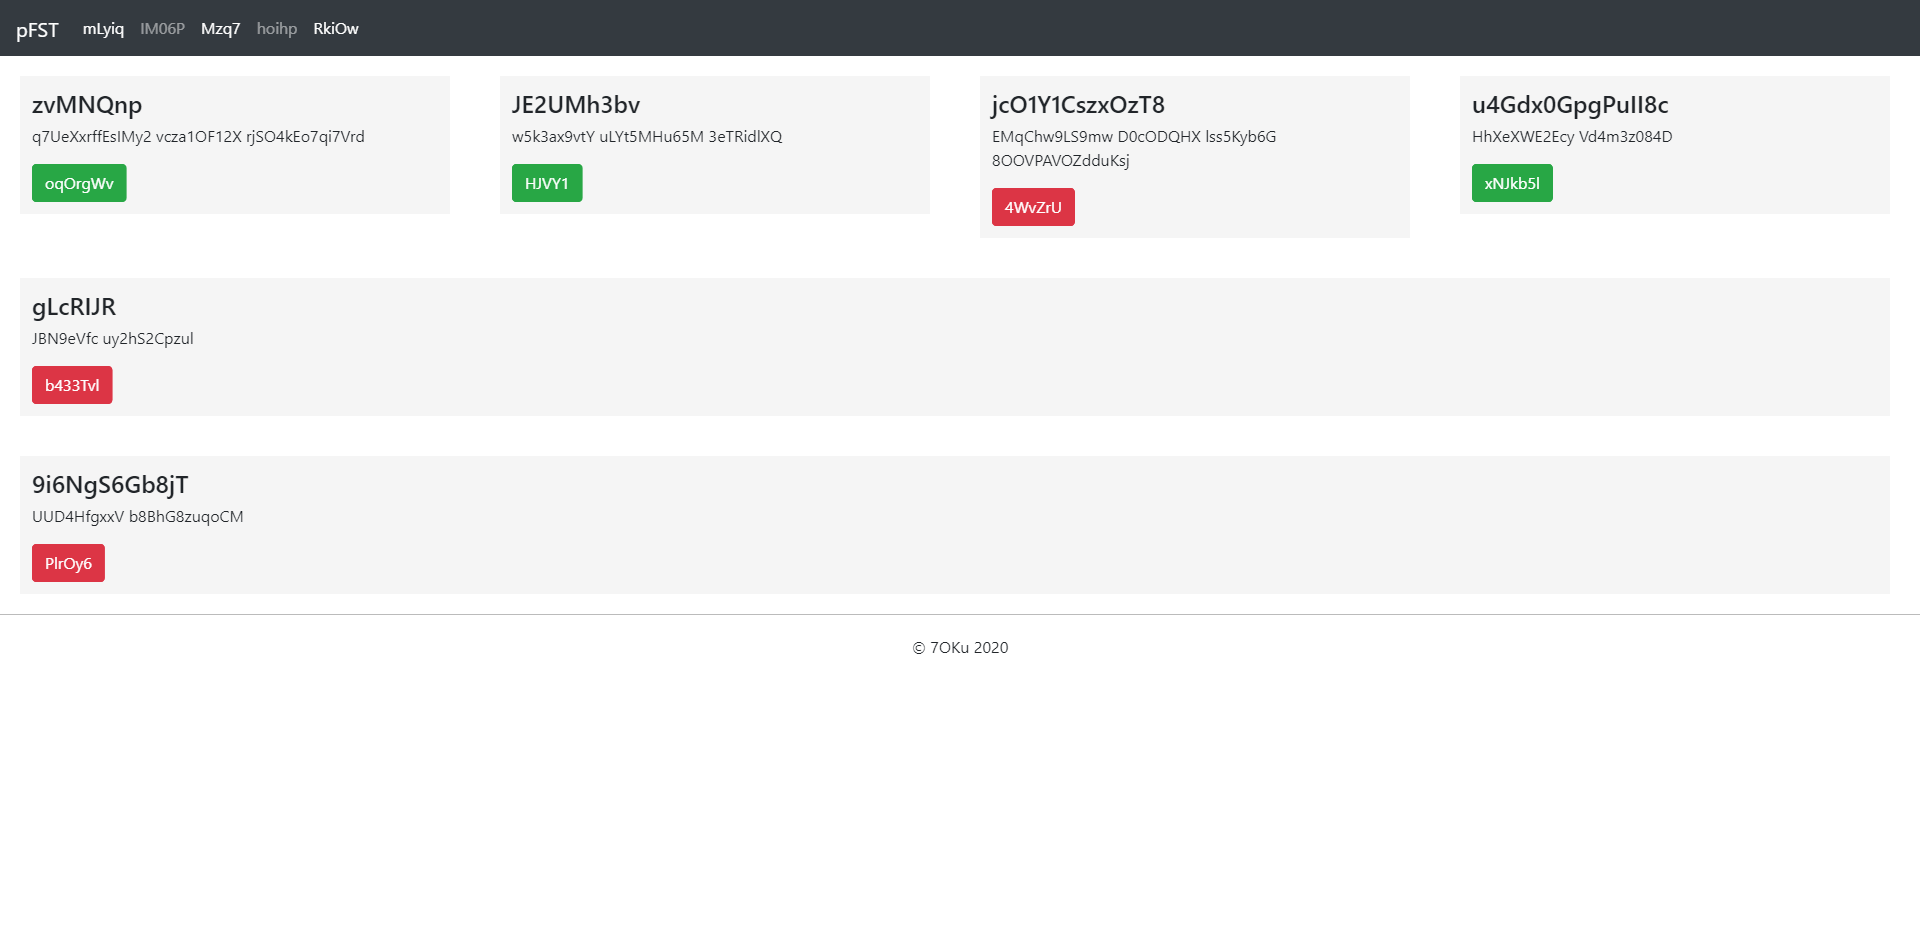 pFST mLyiq IM06P Mzq7 hoihp RkiOw
zvMNQnp
q7UeXxrffEsIMy2 vcza1OF12X rjSO4kEo7qi7Vrd
oqOrgWv
JE2UMh3bv
w5k3ax9vtY uLYt5MHu65M 3eTRidlXQ
HJVY1
jcO1Y1CszxOzT8
EMqChw9LS9mw D0cODQHX lss5Kyb6G
8OOVPAVOZdduKsj
4WvZrU
u4Gdx0GpgPuII8c
HhXeXWE2Ecy Vd4m3z084D
xNJkb5l
gLcRIJR
JBN9eVfc uy2hS2Cpzul
b433Tvl
9i6NgS6Gb8jT
UUD4HfgxxV b8BhG8zuqoCM
PlrOy6
© 7OKu 2020